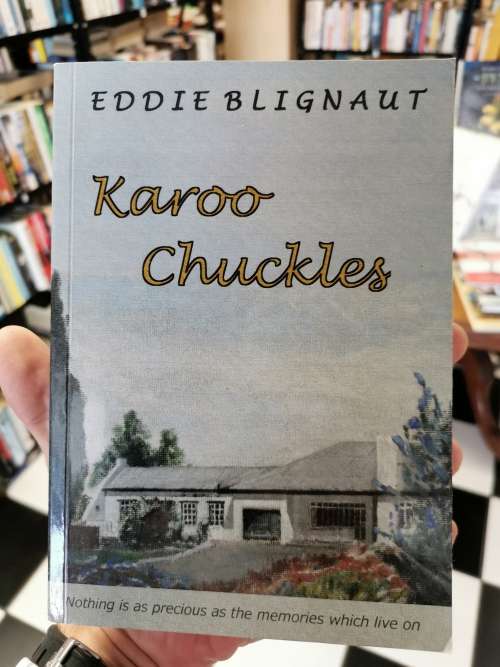 EDDIE BLIGNAUT
Karoo
Chuckles
Nothing is as precious as the memories which live on